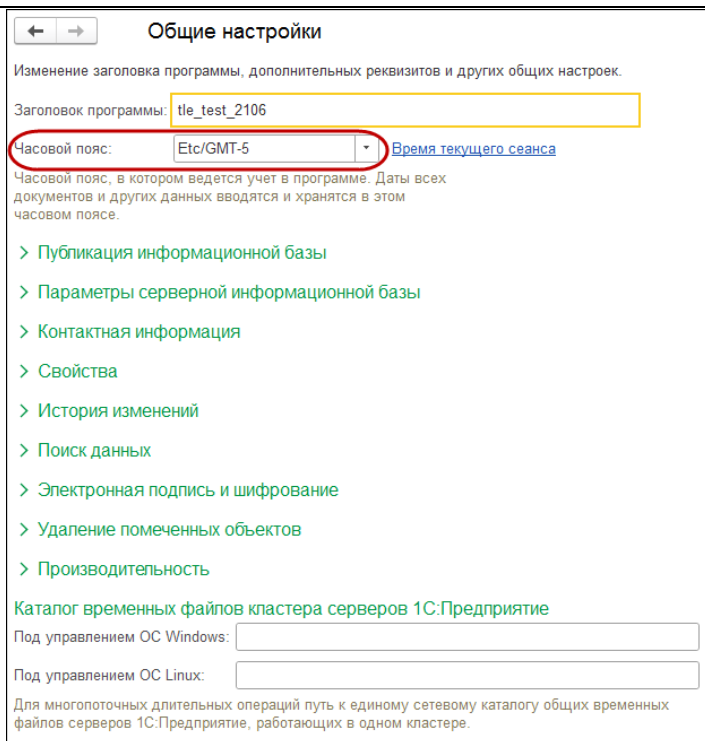 Общие настройки
Изменение заголовка программы, дополнительных реквизитов и других общих настроек.
Заголовок программы: tle_test_2106
Часовой пояс: Etc/GMT-5 Время текущего сеанса
Часовой пояс, в котором ведется учет в программе. Даты всех
документов и других данных вводятся и хранятся в этом
часовом поясе.
Публикация информационной базы
Параметры серверной информационной базы
Контактная информация
Свойства
История изменений
Поиск данных
Электронная подпись и шифрование
Удаление помеченных объектов
Производительность
Каталог временных файлов кластера серверов 1С:Предприятие
Под управлением ОС Windows:
Под управлением ОС Linux:
Для многопоточных длительных операций путь к единому сетевому каталогу общих временных
файлов серверов 1С:Предприятие, работающих в одном кластере.